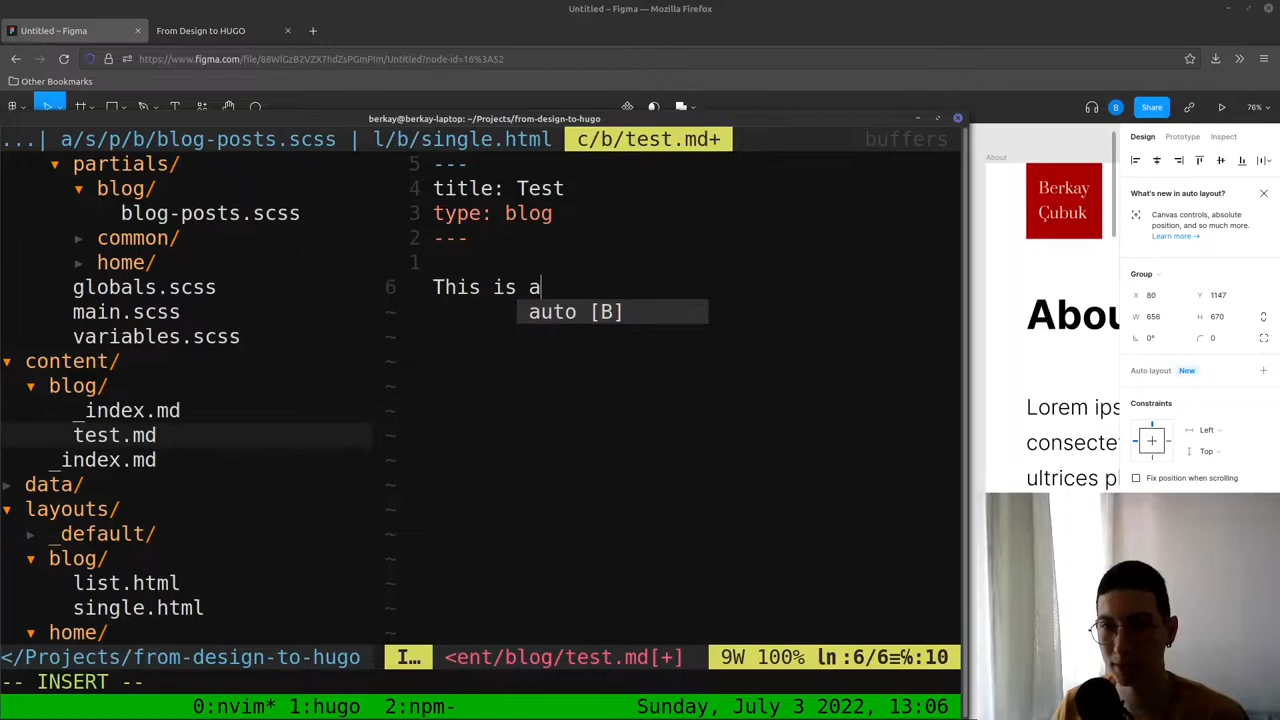 Untitled – Figma — Mozilla Firefox
Untitled – Figma
From Design to HUGO
https://www.figma.com/file/88WlGzB2VZX7hdZsPGmPIm/Untitled?node-id=16%3A52
Other Bookmarks
B
Share
76%
berkay@berkay-laptop: ~/Projects/from-design-to-hugo
...| a/s/p/b/blog-posts.scss | l/b/single.html c/b/test.md+ buffers
partials/
blog/
blog-posts.scss
common/
home/
globals.scss
main.scss
variables.scss
content/
blog/
_index.md
test.md
_index.md
data/
layouts/
_default/
blog/
list.html
single.html
home/
5 ---
4 title: Test
3 type: blog
2 ---
1
6 This is a
auto [B]
~
~
~
~
~
~
~
~
~
~
~
~
~
~
</Projects/from-design-to-hugo I… <ent/blog/test.md[+] 9W 100% ln:6/6≡℅:10
-- INSERT --
0:nvim* 1:hugo 2:npm- Sunday, July 3 2022, 13:06
About
Berkay
Çubuk
Abou
Lorem ips
consecte
ultrices p
Design Prototype Inspect
What's new in auto layout?
Canvas controls, absolute
position, and so much more.
Learn more →
Group
X 80 Y 1147
W 656 H 670
0° 0
Auto layout New
Constraints
Left
Top
Fix position when scrolling